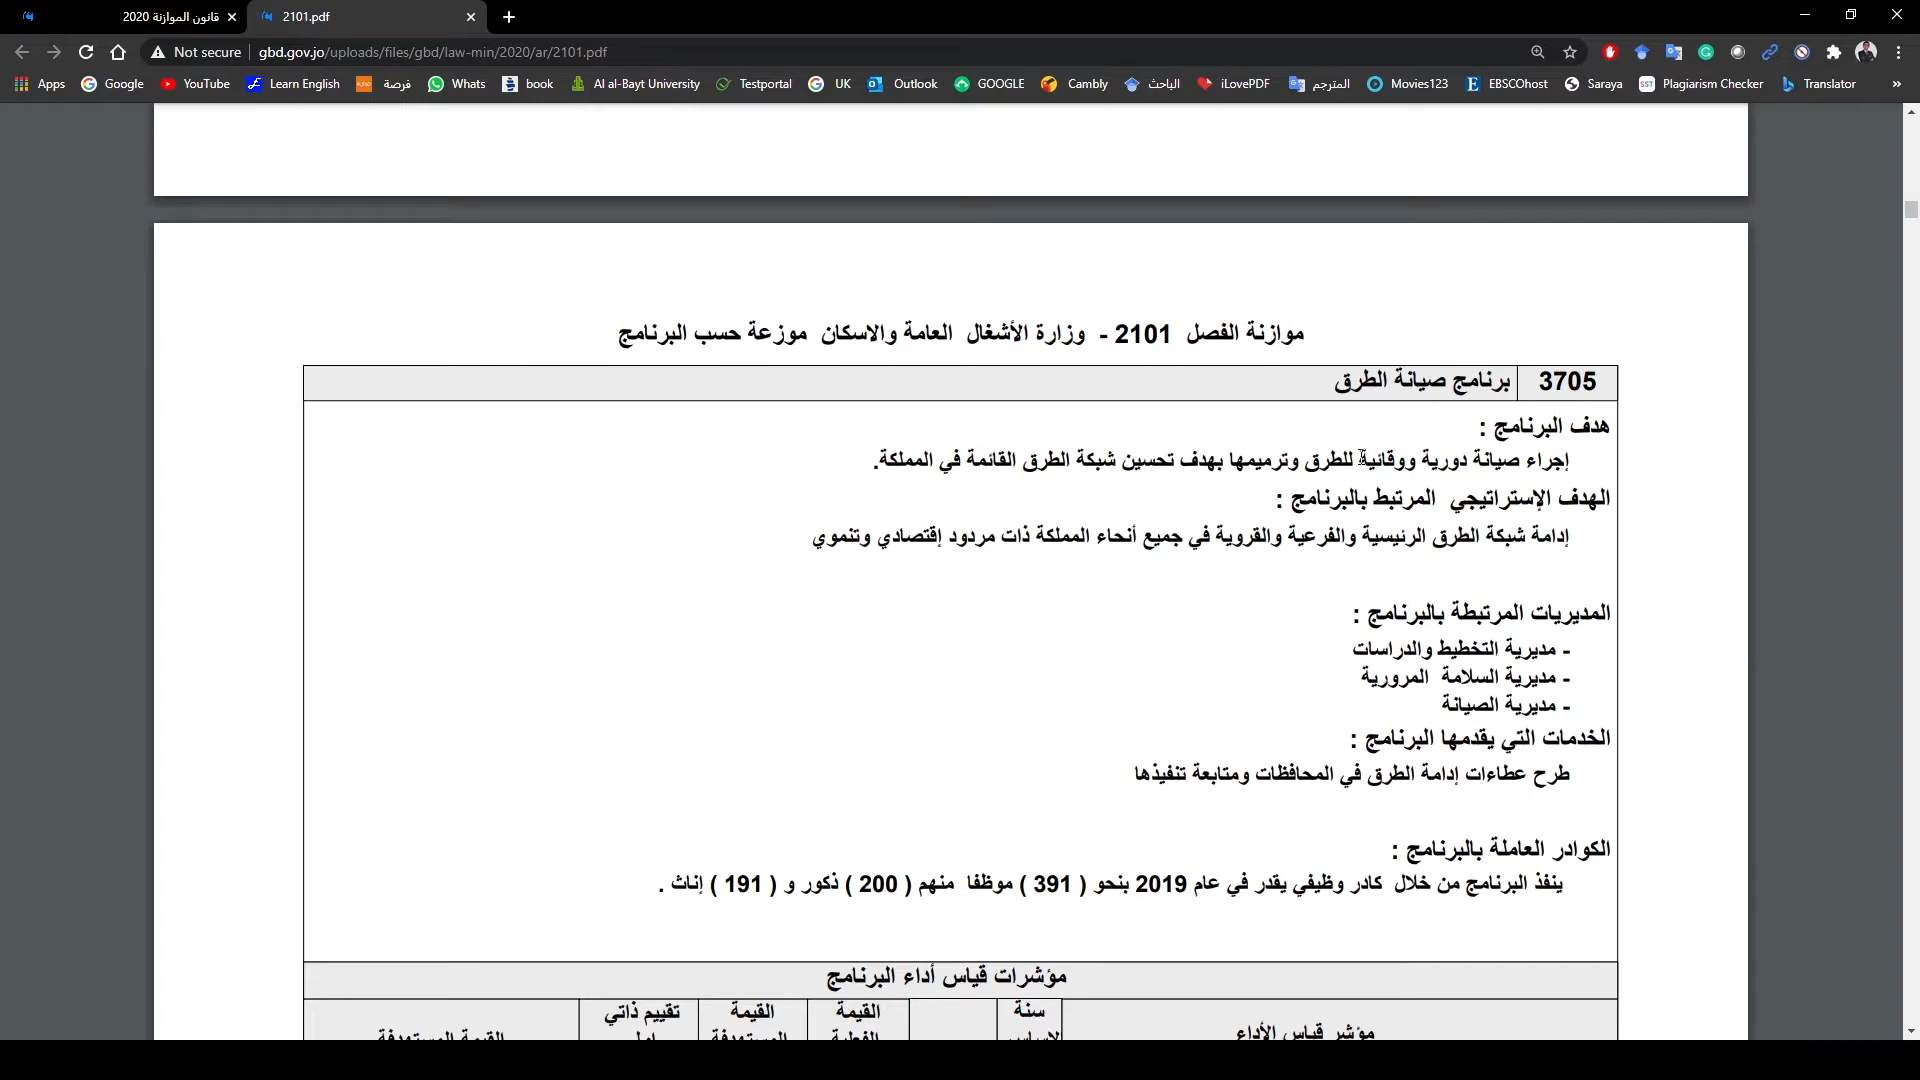 قانون الموازنة 2020
2101.pdf
Not secure
gbd.gov.jo/uploads/files/gbd/law-min/2020/ar/2101.pdf
Apps Google YouTube Learn English فرصة Whats book Al al-Bayt University Testportal UK Outlook GOOGLE Cambly الباحث iLovePDF المترجم Movies123 EBSCOhost Saraya Plagiarism Checker Translator »
موازنة الفصل 2101 - وزارة الأشغال العامة والاسكان موزعة حسب البرنامج
3705 برنامج صيانة الطرق
هدف البرنامج :
إجراء صيانة دورية ووقائية للطرق وترميمها بهدف تحسين شبكة الطرق القائمة في المملكة.
الهدف الإستراتيجي المرتبط بالبرنامج :
إدامة شبكة الطرق الرئيسية والفرعية والقروية في جميع أنحاء المملكة ذات مردود إقتصادي وتنموي
المديريات المرتبطة بالبرنامج :
- مديرية التخطيط والدراسات
- مديرية السلامة المرورية
- مديرية الصيانة
الخدمات التي يقدمها البرنامج :
طرح عطاءات إدامة الطرق في المحافظات ومتابعة تنفيذها
الكوادر العاملة بالبرنامج :
ينفذ البرنامج من خلال كادر وظيفي يقدر في عام 2019 بنحو ( 391 ) موظفا منهم ( 200 ) ذكور و ( 191 ) إناث .
مؤشرات قياس أداء البرنامج
سنة القيمة القيمة تقييم ذاتي
مؤشر قياس الأداء الفعلية المستهدفة القيمة المستهدفة